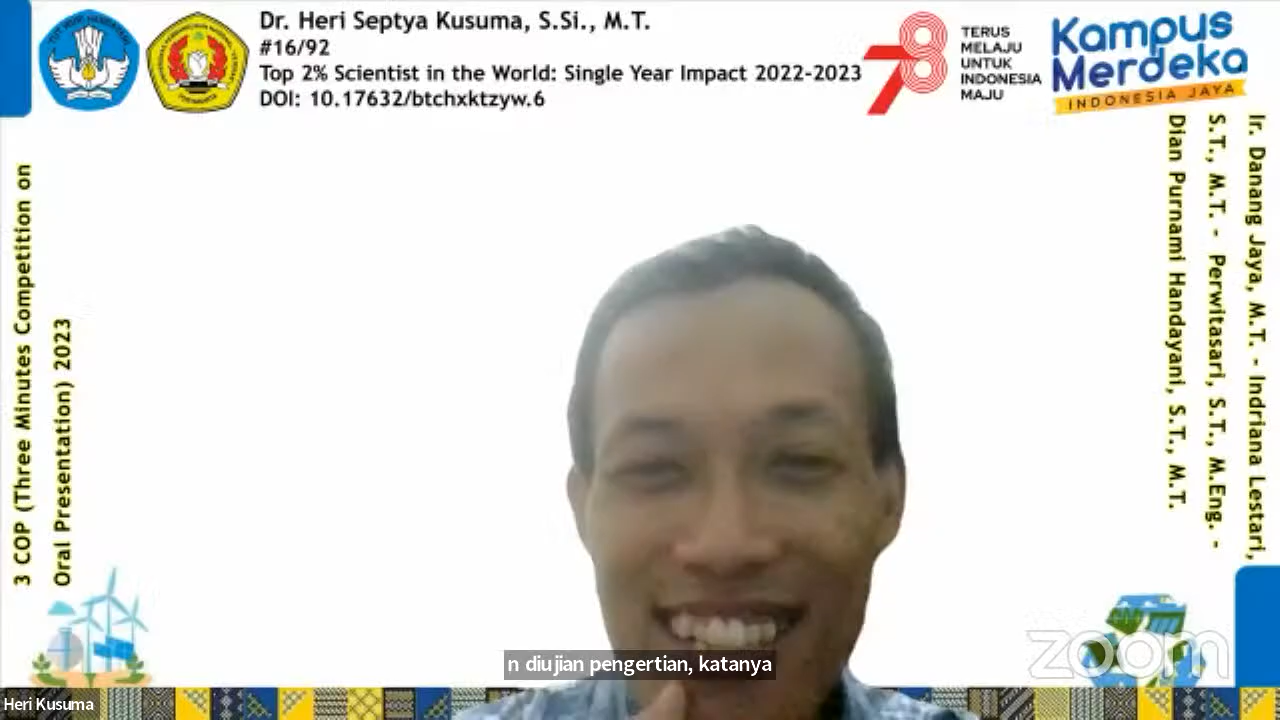 Dr. Heri Septya Kusuma, S.Si., M.T.
#16/92
Top 2% Scientist in the World: Single Year Impact 2022-2023
DOI: 10.17632/btchxktzyw.6
78
TERUS
MELAJU
UNTUK
INDONESIA
MAJU
Kampus
Merdeka
INDONESIA JAYA
3 COP (Three Minutes Competition on
Oral Presentation) 2023
Ir. Danang Jaya, M.T. - Indriana Lestari,
S.T., M.T. - Perwitasari, S.T., M.Eng. -
Dian Purnami Handayani, S.T., M.T.
zoom
n diujian pengertian, katanya
Heri Kusuma